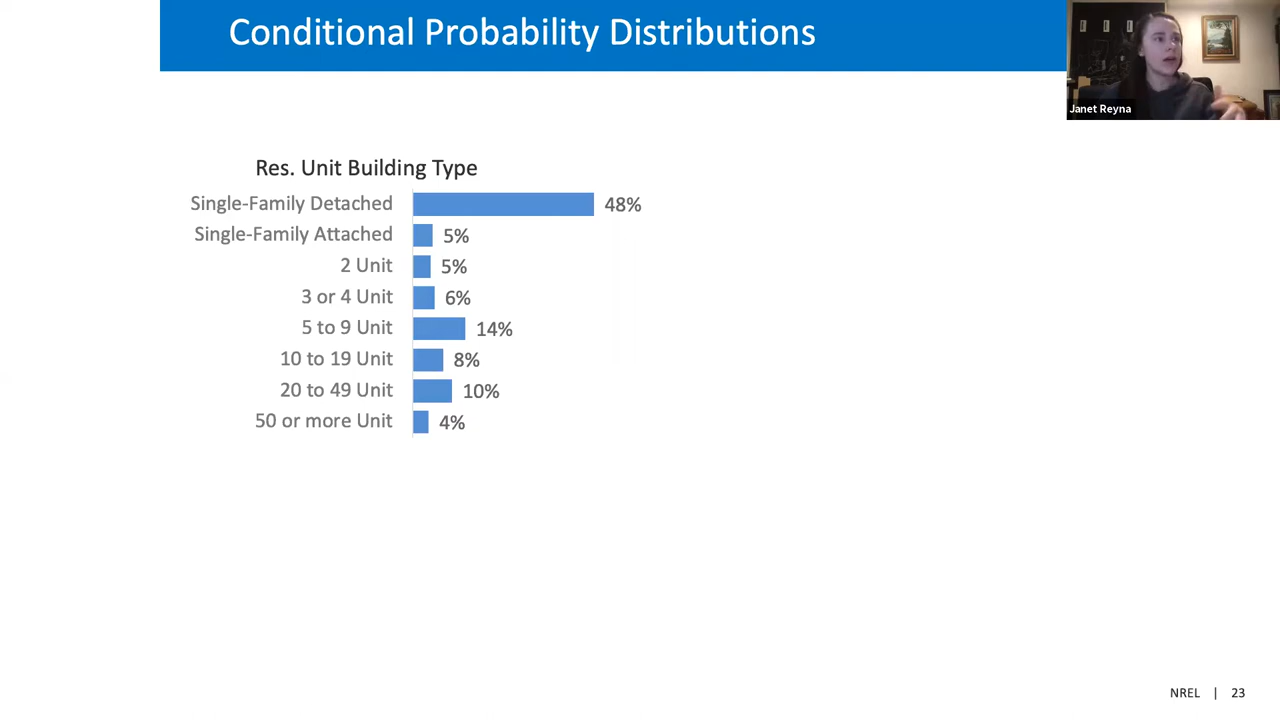 Conditional Probability Distributions
Janet Reyna
Res. Unit Building Type
Single-Family Detached 48%
Single-Family Attached 5%
2 Unit 5%
3 or 4 Unit 6%
5 to 9 Unit 14%
10 to 19 Unit 8%
20 to 49 Unit 10%
50 or more Unit 4%
NREL | 23